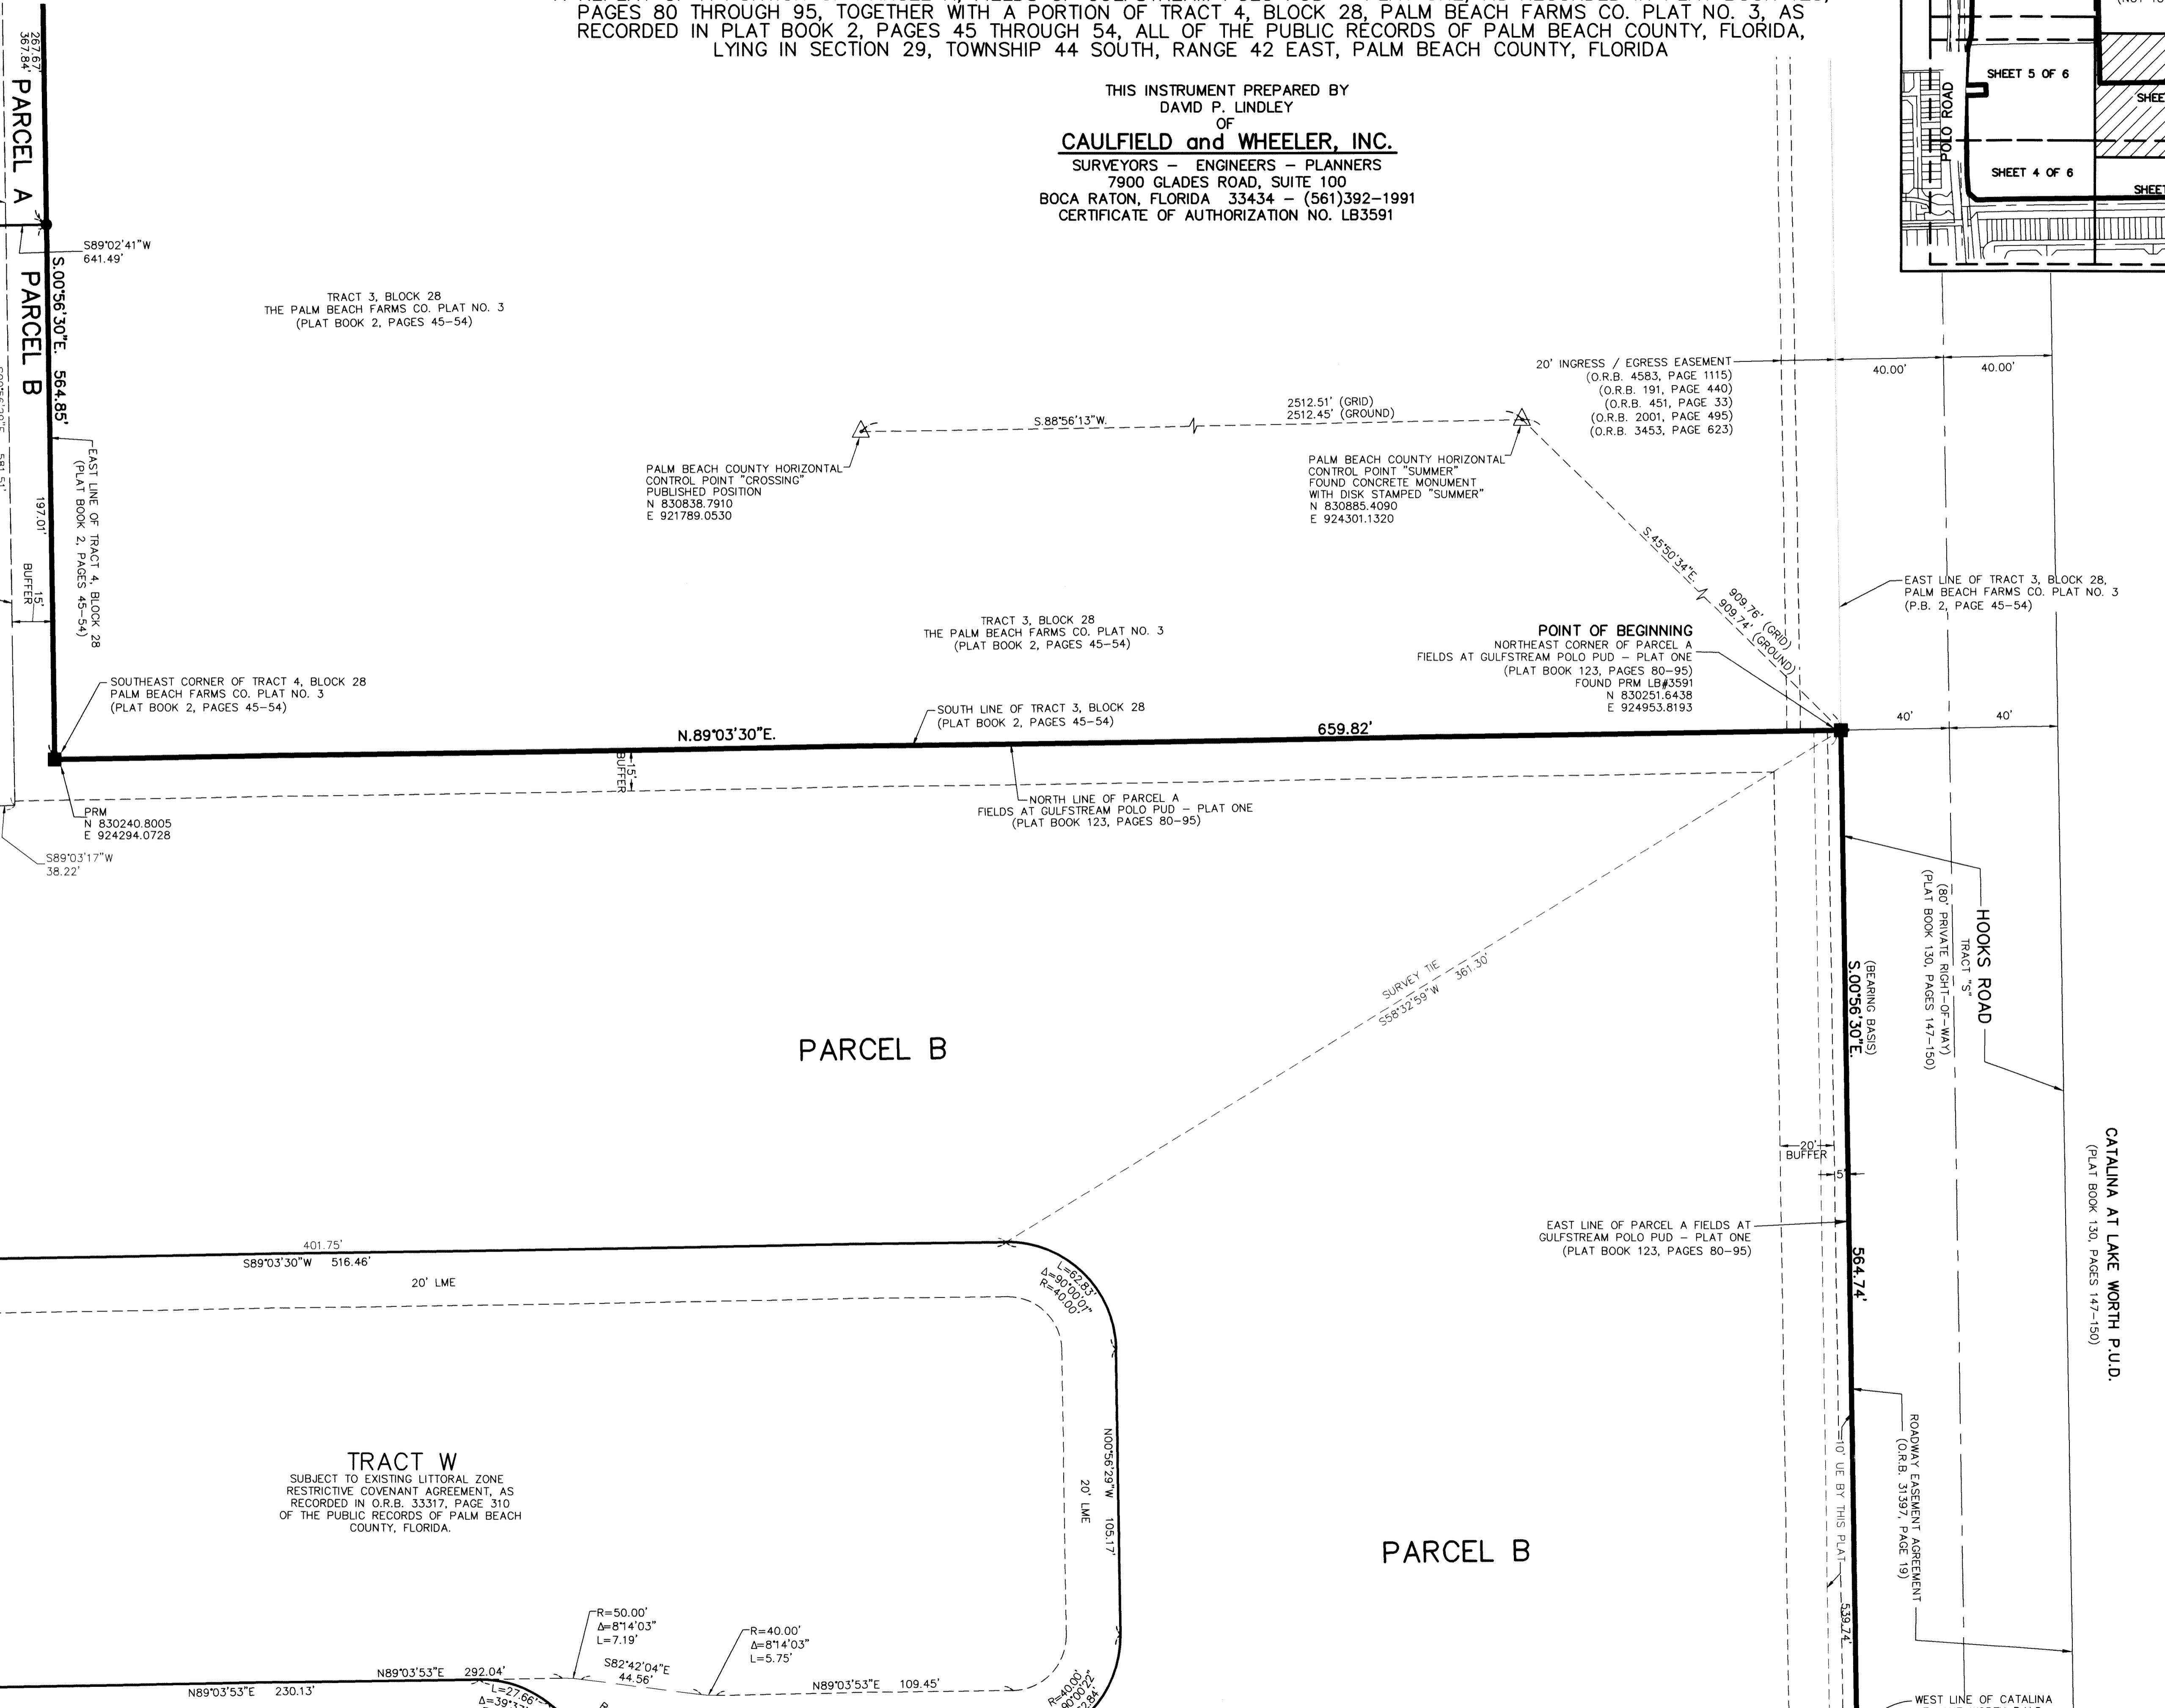 PAGES 80 THROUGH 95, TOGETHER WITH A PORTION OF TRACT 4, BLOCK 28, PALM BEACH FARMS CO. PLAT NO. 3, AS
RECORDED IN PLAT BOOK 2, PAGES 45 THROUGH 54, ALL OF THE PUBLIC RECORDS OF PALM BEACH COUNTY, FLORIDA,
LYING IN SECTION 29, TOWNSHIP 44 SOUTH, RANGE 42 EAST, PALM BEACH COUNTY, FLORIDA
THIS INSTRUMENT PREPARED BY
DAVID P. LINDLEY
OF
CAULFIELD and WHEELER, INC.
SURVEYORS – ENGINEERS – PLANNERS
7900 GLADES ROAD, SUITE 100
BOCA RATON, FLORIDA 33434 – (561)392–1991
CERTIFICATE OF AUTHORIZATION NO. LB3591
POLO ROAD
SHEET 5 OF 6
SHEET 4 OF 6
267.67'
367.84'
PARCEL A
S89°02'41"W
641.49'
PARCEL B
S.00°56'30"E. 564.85'
TRACT 3, BLOCK 28
THE PALM BEACH FARMS CO. PLAT NO. 3
(PLAT BOOK 2, PAGES 45–54)
EAST LINE OF TRACT 4, BLOCK 28
(PLAT BOOK 2, PAGES 45–54)
197.01'
15'
BUFFER
S.88°56'13"W.
2512.51' (GRID)
2512.45' (GROUND)
PALM BEACH COUNTY HORIZONTAL
CONTROL POINT "CROSSING"
PUBLISHED POSITION
N 830838.7910
E 921789.0530
PALM BEACH COUNTY HORIZONTAL
CONTROL POINT "SUMMER"
FOUND CONCRETE MONUMENT
WITH DISK STAMPED "SUMMER"
N 830885.4090
E 924301.1320
20' INGRESS / EGRESS EASEMENT
(O.R.B. 4583, PAGE 1115)
(O.R.B. 191, PAGE 440)
(O.R.B. 451, PAGE 33)
(O.R.B. 2001, PAGE 495)
(O.R.B. 3453, PAGE 623)
40.00'
40.00'
S.45°50'34"E.
909.76' (GRID)
909.74' (GROUND)
EAST LINE OF TRACT 3, BLOCK 28,
PALM BEACH FARMS CO. PLAT NO. 3
(P.B. 2, PAGE 45–54)
TRACT 3, BLOCK 28
THE PALM BEACH FARMS CO. PLAT NO. 3
(PLAT BOOK 2, PAGES 45–54)
POINT OF BEGINNING
NORTHEAST CORNER OF PARCEL A
FIELDS AT GULFSTREAM POLO PUD – PLAT ONE
(PLAT BOOK 123, PAGES 80–95)
FOUND PRM LB#3591
N 830251.6438
E 924953.8193
SOUTHEAST CORNER OF TRACT 4, BLOCK 28
PALM BEACH FARMS CO. PLAT NO. 3
(PLAT BOOK 2, PAGES 45–54)
SOUTH LINE OF TRACT 3, BLOCK 28
(PLAT BOOK 2, PAGES 45–54)
40'
40'
N.89°03'30"E.
659.82'
15'
BUFFER
PRM
N 830240.8005
E 924294.0728
NORTH LINE OF PARCEL A
FIELDS AT GULFSTREAM POLO PUD – PLAT ONE
(PLAT BOOK 123, PAGES 80–95)
S89°03'17"W
38.22'
HOOKS ROAD
TRACT "S"
(80' PRIVATE RIGHT–OF–WAY)
(PLAT BOOK 130, PAGES 147–150)
(BEARING BASIS)
S.00°56'30"E.
564.74'
SURVEY TIE
S58°32'59"W 361.30'
PARCEL B
20'
BUFFER
5'
CATALINA AT LAKE WORTH P.U.D.
(PLAT BOOK 130, PAGES 147–150)
EAST LINE OF PARCEL A FIELDS AT
GULFSTREAM POLO PUD – PLAT ONE
(PLAT BOOK 123, PAGES 80–95)
401.75'
S89°03'30"W 516.46'
20' LME
L=62.83'
Δ=90°00'01"
R=40.00'
N00°56'29"W 105.17'
20' LME
TRACT W
SUBJECT TO EXISTING LITTORAL ZONE
RESTRICTIVE COVENANT AGREEMENT, AS
RECORDED IN O.R.B. 33317, PAGE 310
OF THE PUBLIC RECORDS OF PALM BEACH
COUNTY, FLORIDA.
PARCEL B
10' UE BY THIS PLAT
539.74'
ROADWAY EASEMENT AGREEMENT
(O.R.B. 31397, PAGE 19)
R=50.00'
Δ=8°14'03"
L=7.19'
R=40.00'
Δ=8°14'03"
L=5.75'
N89°03'53"E 292.04'
S82°42'04"E
44.56'
N89°03'53"E 109.45'
N89°03'53"E 230.13'
L=27.66'
R=40.00'
WEST LINE OF CATALINA